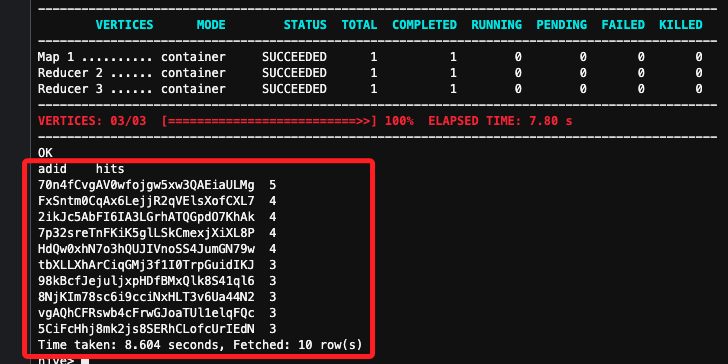 ----------------------------------------------------------------------------------------------
VERTICES MODE STATUS TOTAL COMPLETED RUNNING PENDING FAILED KILLED
----------------------------------------------------------------------------------------------
Map 1 .......... container SUCCEEDED 1 1 0 0 0 0
Reducer 2 ...... container SUCCEEDED 1 1 0 0 0 0
Reducer 3 ...... container SUCCEEDED 1 1 0 0 0 0
----------------------------------------------------------------------------------------------
VERTICES: 03/03 [==========================>>] 100% ELAPSED TIME: 7.80 s
----------------------------------------------------------------------------------------------
OK
adid hits
70n4fCvgAV0wfojgw5xw3QAEiaULMg 5
FxSntm0CqAx6LejjR2qVElsXofCXL7 4
2ikJc5AbFI6IA3LGrhATQGpdO7KhAk 4
7p32sreTnFKiK5glLSkCmexjXiXL8P 4
HdQw0xhN7o3hQUJIVnoSS4JumGN79w 4
tbXLLXhArCiqGMj3f1I0TrpGuidIKJ 3
98kBcfJejuljxpHDfBMxQlk8S41ql6 3
8NjKIm78sc6i9cciNxHLT3v6Ua44N2 3
vgAQhCFRswb4cFrwGJoaTUl1elqFQc 3
5CiFcHhj8mk2js8SERhCLofcUrIEdN 3
Time taken: 8.604 seconds, Fetched: 10 row(s)
hive>